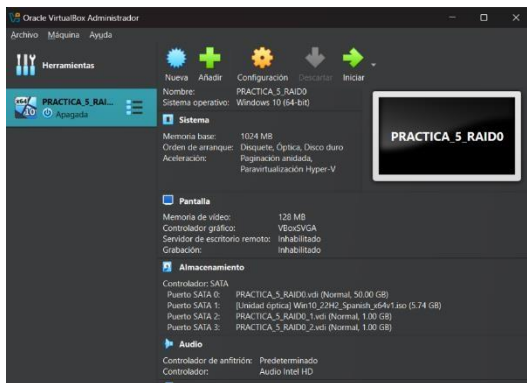 Oracle VirtualBox Administrador
Archivo Máquina Ayuda
Herramientas
Nueva Añadir Configuración Descartar Iniciar
PRACTICA_5_RAI...
Apagada
Nombre: PRACTICA_5_RAID0
Sistema operativo: Windows 10 (64-bit)
Sistema
Memoria base: 1024 MB
Orden de arranque: Disquete, Óptica, Disco duro
Aceleración: Paginación anidada,
Paravirtualización Hyper-V
PRACTICA_5_RAID0
Pantalla
Memoria de vídeo: 128 MB
Controlador gráfico: VBoxSVGA
Servidor de escritorio remoto: Inhabilitado
Grabación: Inhabilitado
Almacenamiento
Controlador: SATA
Puerto SATA 0: PRACTICA_5_RAID0.vdi (Normal, 50.00 GB)
Puerto SATA 1: [Unidad óptica] Win10_22H2_Spanish_x64v1.iso (5.74 GB)
Puerto SATA 2: PRACTICA_5_RAID0_1.vdi (Normal, 1.00 GB)
Puerto SATA 3: PRACTICA_5_RAID0_2.vdi (Normal, 1.00 GB)
Audio
Controlador de anfitrión: Predeterminado
Controlador: Audio Intel HD